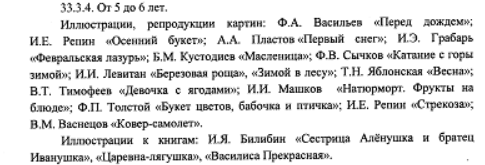 33.3.4. От 5 до 6 лет.
Иллюстрации, репродукции картин: Ф.А. Васильев «Перед дождем»;
И.Е. Репин «Осенний букет»; А.А. Пластов «Первый снег»; И.Э. Грабарь
«Февральская лазурь»; Б.М. Кустодиев «Масленица»; Ф.В. Сычков «Катание с горы
зимой»; И.И. Левитан «Березовая роща», «Зимой в лесу»; Т.Н. Яблонская «Весна»;
В.Т. Тимофеев «Девочка с ягодами»; И.И. Машков «Натюрморт. Фрукты на
блюде»; Ф.П. Толстой «Букет цветов, бабочка и птичка»; И.Е. Репин «Стрекоза»;
В.М. Васнецов «Ковер-самолет».
Иллюстрации к книгам: И.Я. Билибин «Сестрица Алёнушка и братец
Иванушка», «Царевна-лягушка», «Василиса Прекрасная».